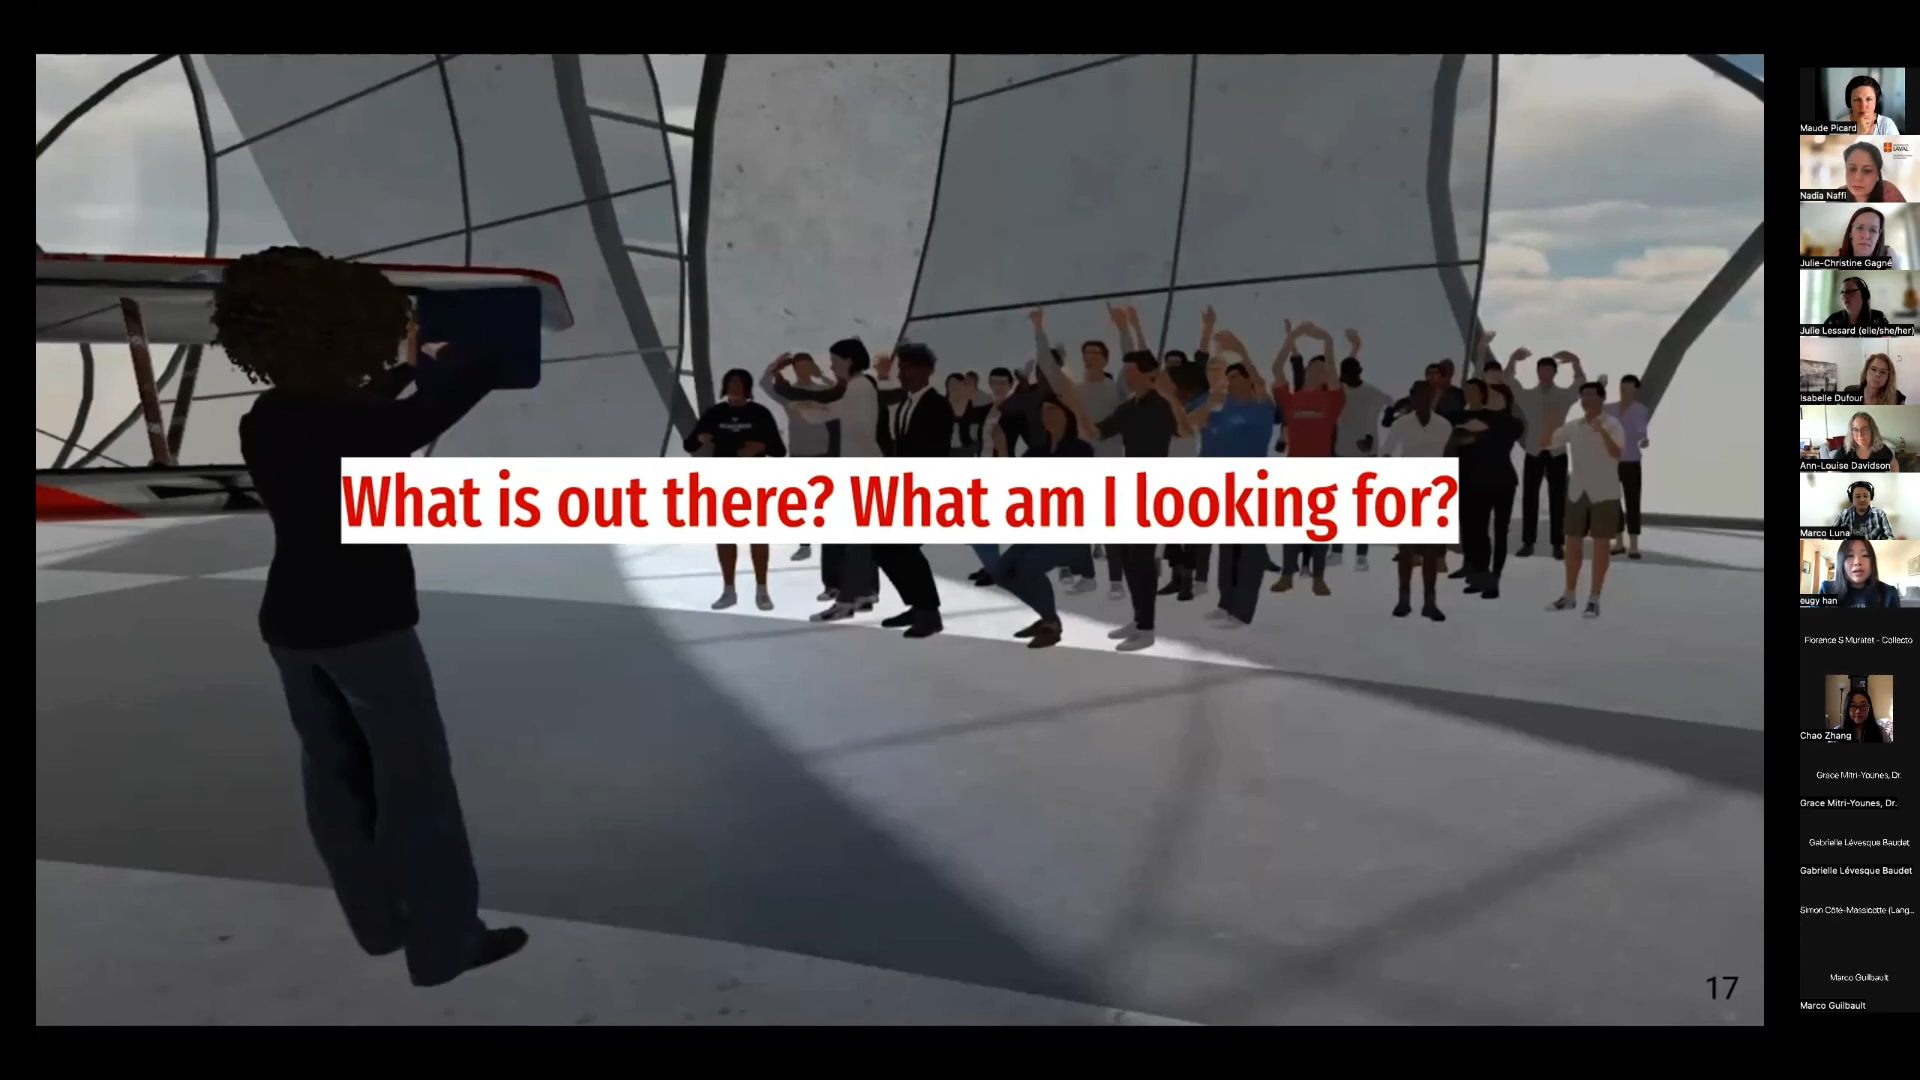 What is out there? What am I looking for?
17
Maude Picard
LAVAL
Nadia Naffi
Julie-Christine Gagné
Julie Lessard (elle/she/her)
Isabelle Dufour
Ann-Louise Davidson
Marco Luna
eugy han
Florence S Muratet - Collecto
Chao Zhang
Grace Mitri-Younes, Dr.
Grace Mitri-Younes, Dr.
Gabrielle Lévesque Baudet
Gabrielle Lévesque Baudet
Simon Côté-Massicotte (Lang...
Marco Guilbault
Marco Guilbault